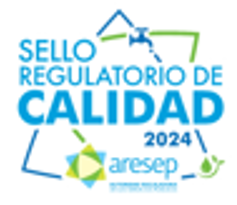 SELLO
REGULATORIO DE
CALIDAD
2024
aresep